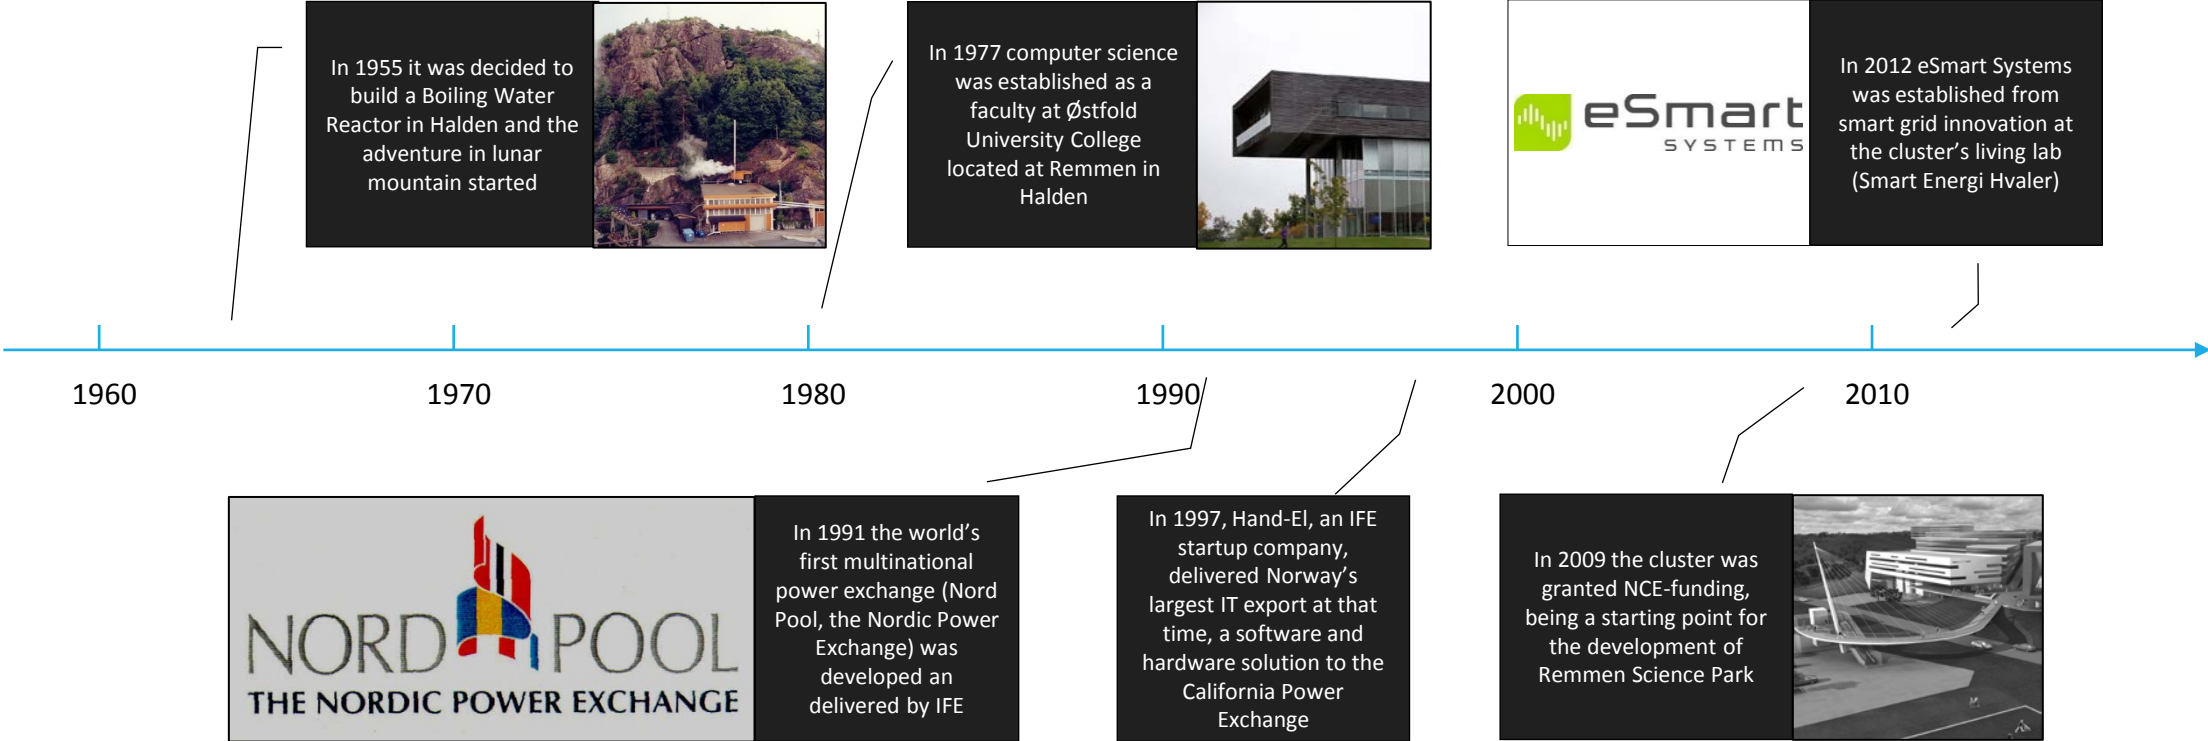 In 1955 it was decided to
build a Boiling Water
Reactor in Halden and the
adventure in lunar
mountain started
In 1977 computer science
was established as a
faculty at Østfold
University College
located at Remmen in
Halden
eSmart
SYSTEMS
In 2012 eSmart Systems
was established from
smart grid innovation at
the cluster’s living lab
(Smart Energi Hvaler)
1960
1970
1980
1990
2000
2010
NORD POOL
THE NORDIC POWER EXCHANGE
In 1991 the world’s
first multinational
power exchange (Nord
Pool, the Nordic Power
Exchange) was
developed an
delivered by IFE
In 1997, Hand-El, an IFE
startup company,
delivered Norway’s
largest IT export at that
time, a software and
hardware solution to the
California Power
Exchange
In 2009 the cluster was
granted NCE-funding,
being a starting point for
the development of
Remmen Science Park